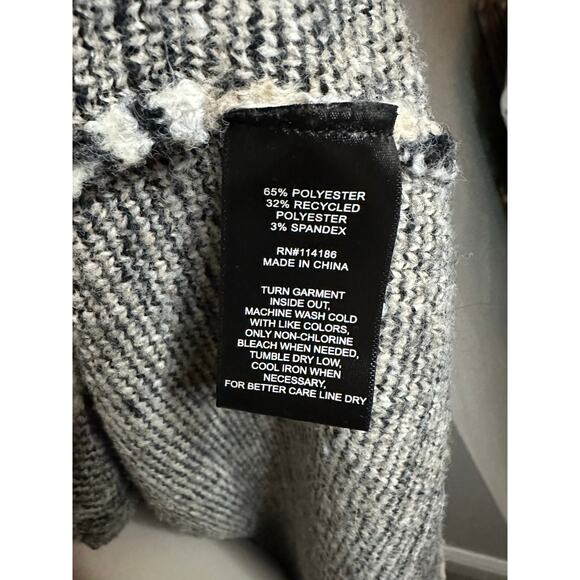 65% POLYESTER
32% RECYCLED
POLYESTER
3% SPANDEX
RN#114186
MADE IN CHINA
TURN GARMENT
INSIDE OUT,
MACHINE WASH COLD
WITH LIKE COLORS,
ONLY NON-CHLORINE
BLEACH WHEN NEEDED,
TUMBLE DRY LOW,
COOL IRON WHEN
NECESSARY,
FOR BETTER CARE LINE DRY